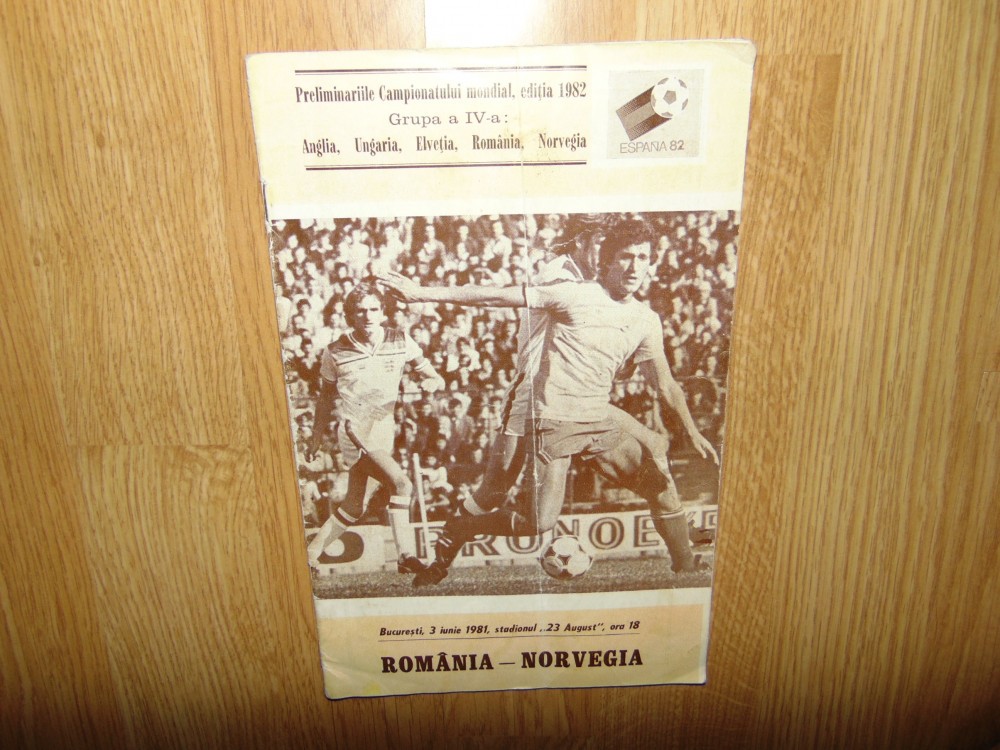 Preliminariile Campionatului mondial, ediția 1982
Grupa a IV-a:
Anglia, Ungaria, Elveția, România, Norvegia
ESPAÑA 82
București, 3 iunie 1981, stadionul „23 August”, ora 18
ROMÂNIA – NORVEGIA